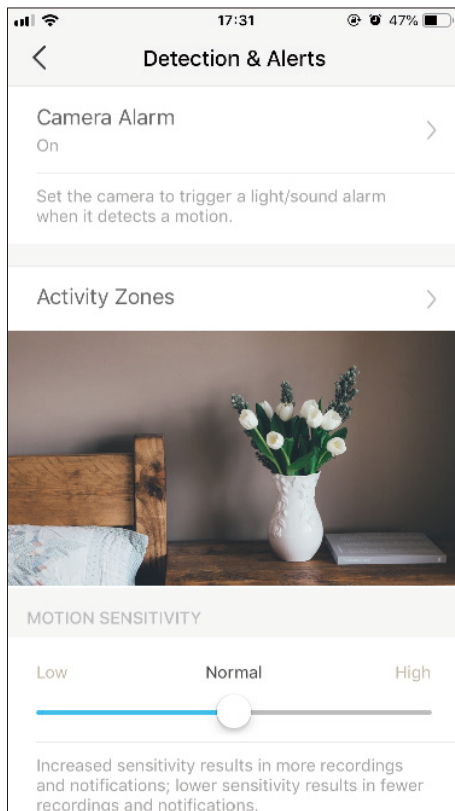 17:31
47%
Detection & Alerts
Camera Alarm
On
Set the camera to trigger a light/sound alarm
when it detects a motion.
Activity Zones
MOTION SENSITIVITY
Low Normal High
Increased sensitivity results in more recordings
and notifications; lower sensitivity results in fewer
recordings and notifications.